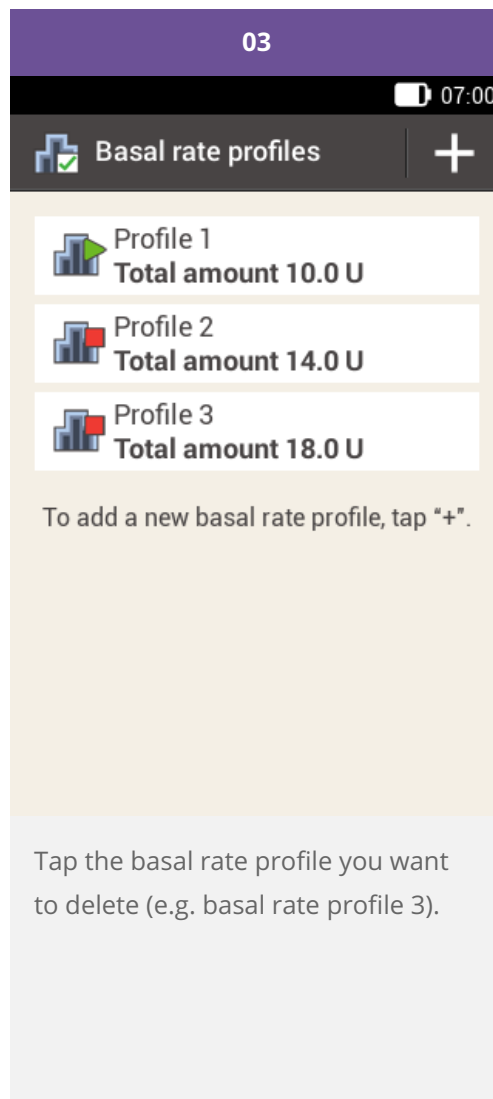 03
07:00
Basal rate profiles
Profile 1
Total amount 10.0 U
Profile 2
Total amount 14.0 U
Profile 3
Total amount 18.0 U
To add a new basal rate profile, tap “+”.
Tap the basal rate profile you want
to delete (e.g. basal rate profile 3).